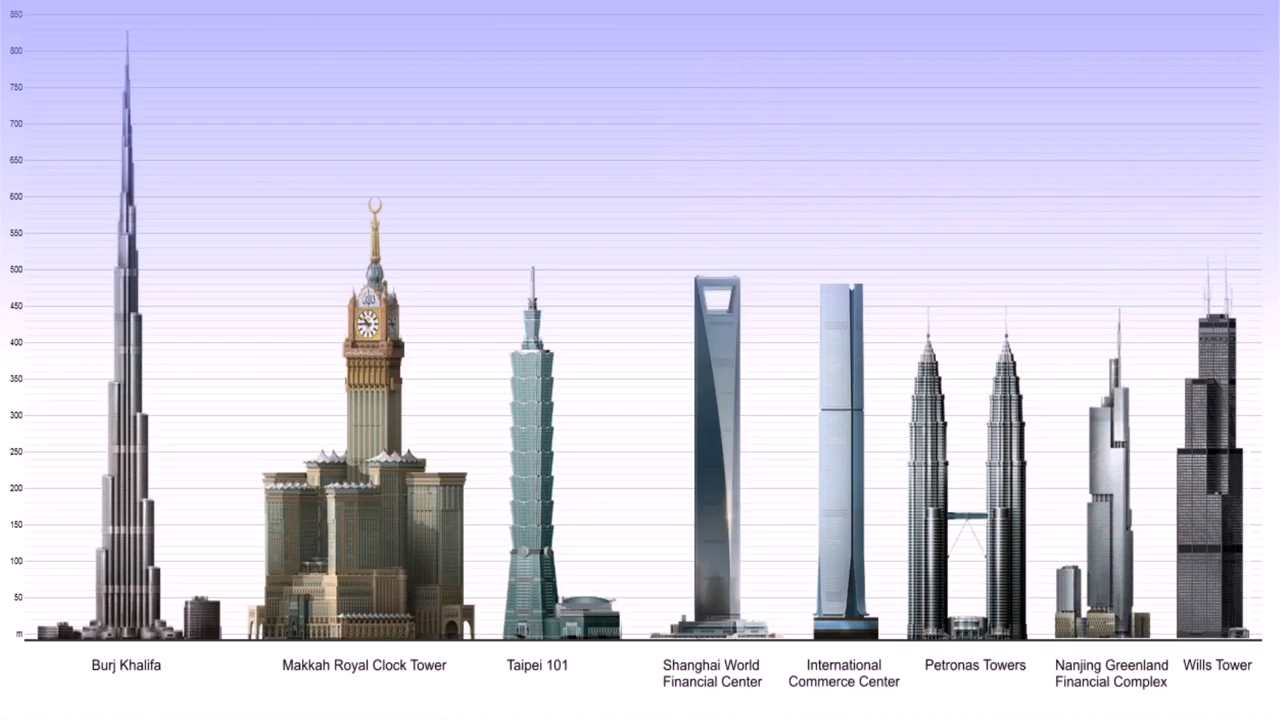 850
800
750
700
650
600
550
500
450
400
350
300
250
200
150
100
50
m
Burj Khalifa
Makkah Royal Clock Tower
Taipei 101
Shanghai World
Financial Center
International
Commerce Center
Petronas Towers
Nanjing Greenland
Financial Complex
Wills Tower